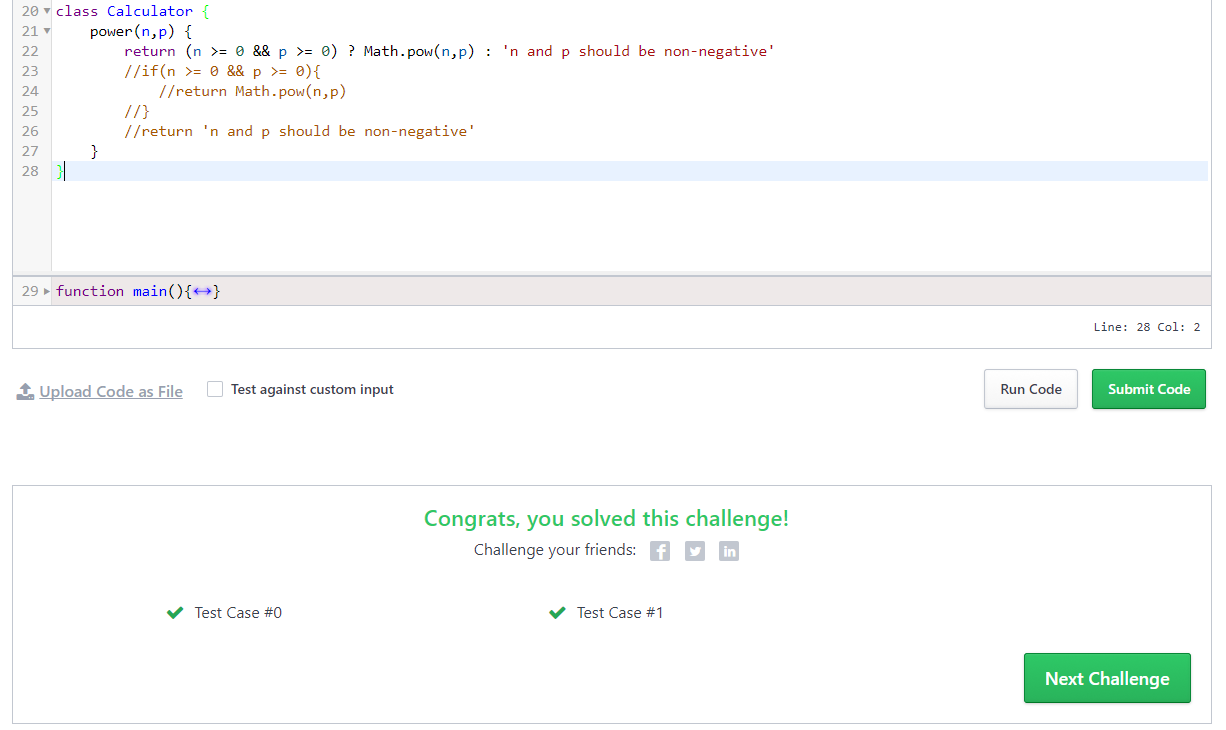 20 class Calculator {
21 power(n,p) {
22 return (n >= 0 && p >= 0) ? Math.pow(n,p) : 'n and p should be non-negative'
23 //if(n >= 0 && p >= 0){
24 //return Math.pow(n,p)
25 //}
26 //return 'n and p should be non-negative'
27 }
28 }
29 function main(){↔}
Line: 28 Col: 2
Upload Code as File Test against custom input Run Code Submit Code
Congrats, you solved this challenge!
Challenge your friends: f in
Test Case #0 Test Case #1
Next Challenge